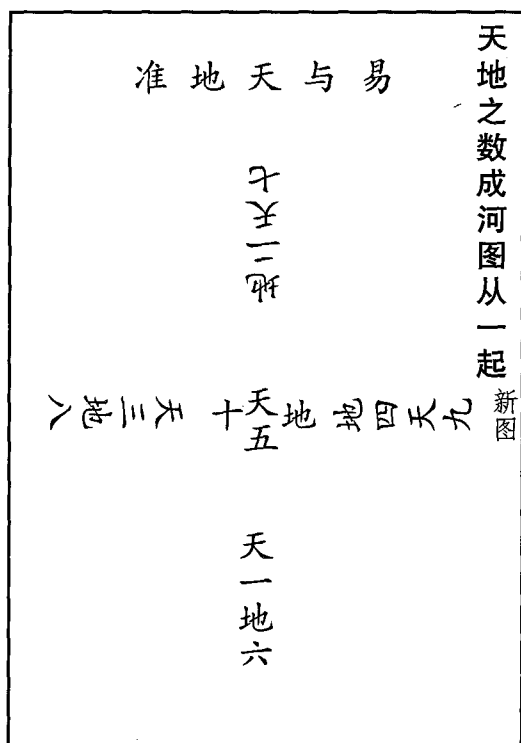 天地之数成河图从一起
新图
易与天地准
地二天七
天三地八
天五
地十
地四天九
天一地六